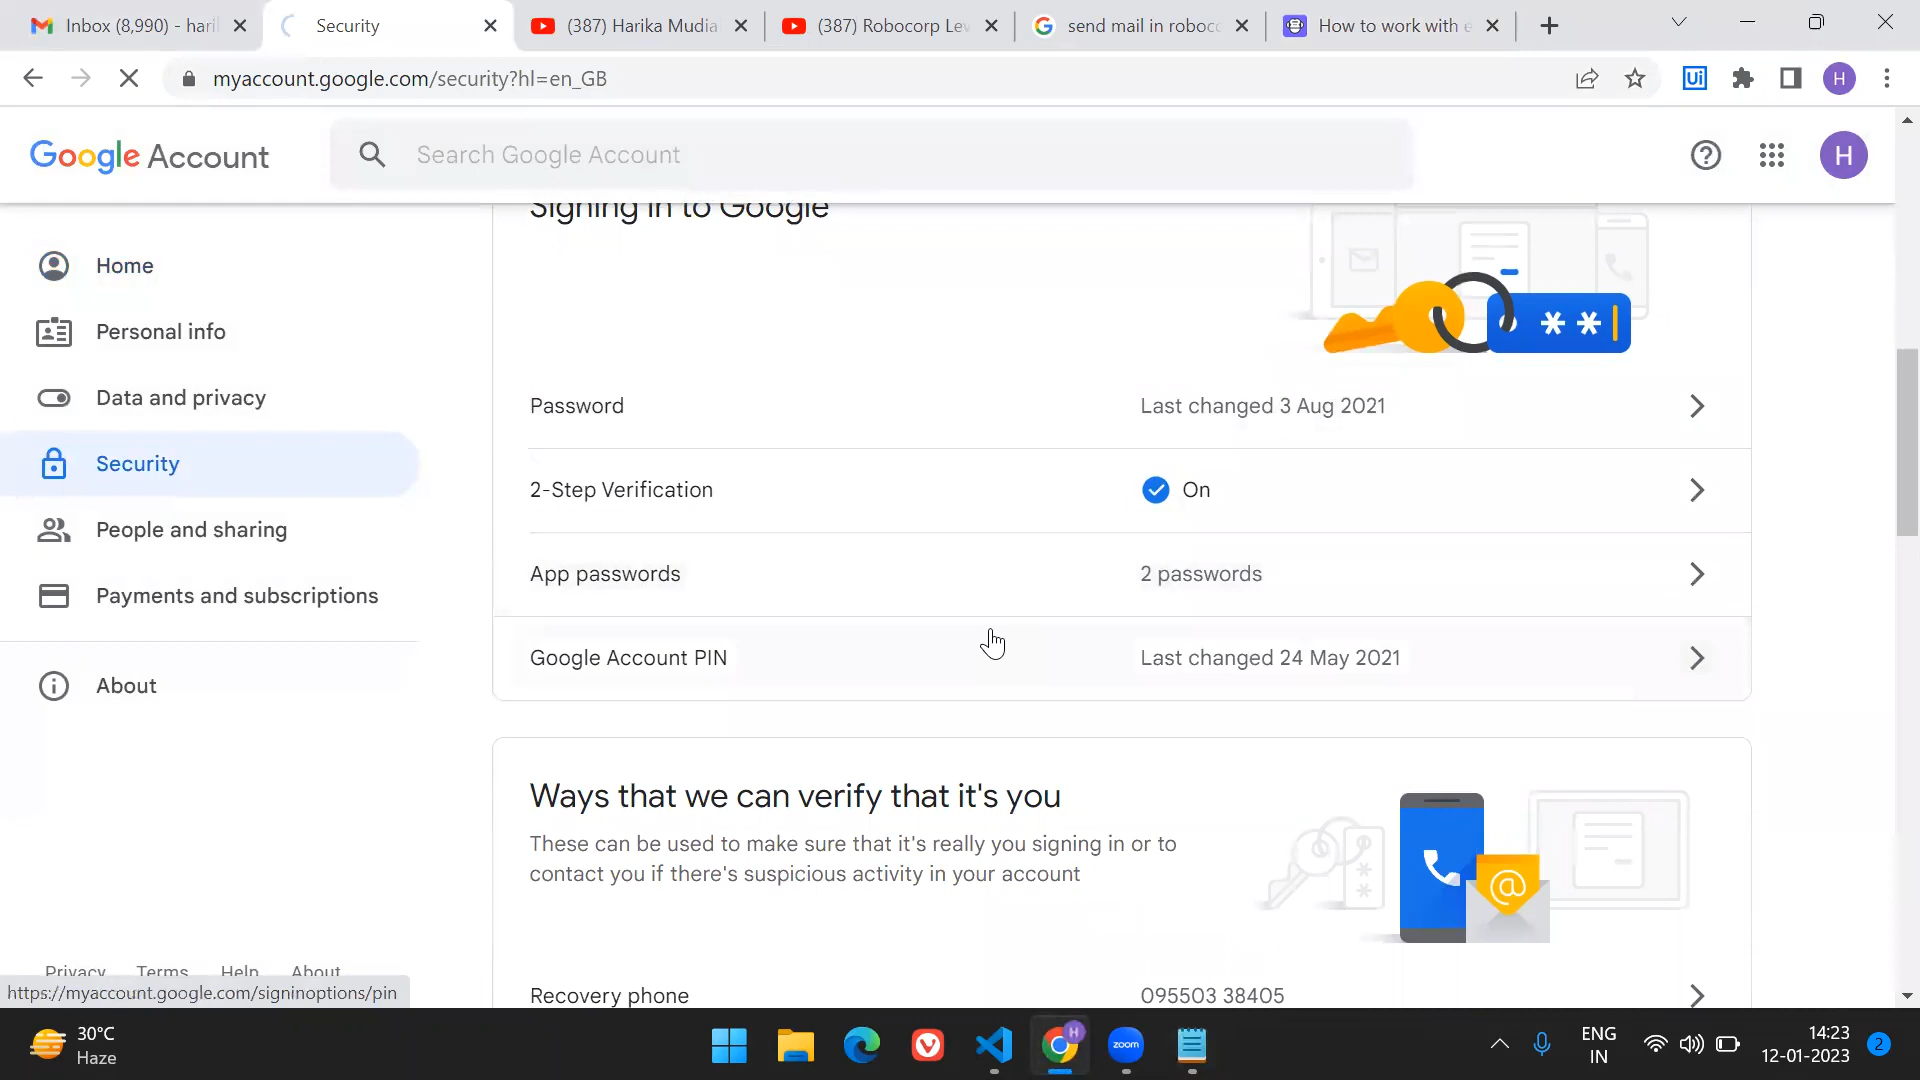 Inbox (8,990) - hari
Security
(387) Harika Mudia
(387) Robocorp Lev
send mail in roboc
How to work with e
myaccount.google.com/security?hl=en_GB
Ui
H
Google Account
Search Google Account
H
Signing in to Google
Home
Personal info
Data and privacy
Security
People and sharing
Payments and subscriptions
About
Password
Last changed 3 Aug 2021
2-Step Verification
On
App passwords
2 passwords
Google Account PIN
Last changed 24 May 2021
Ways that we can verify that it's you
These can be used to make sure that it's really you signing in or to
contact you if there's suspicious activity in your account
Recovery phone
095503 38405
Privacy Terms Help About
https://myaccount.google.com/signinoptions/pin
30°C
Haze
H
zoom
ENG
IN
14:23
12-01-2023
2